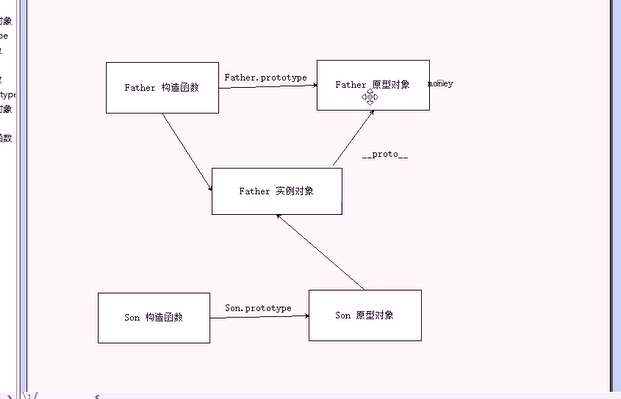 对象
pe
type
对象
函数
Father 构造函数
Father.prototype
Father 原型对象
money
__proto__
Father 实例对象
Son 构造函数
Son.prototype
Son 原型对象